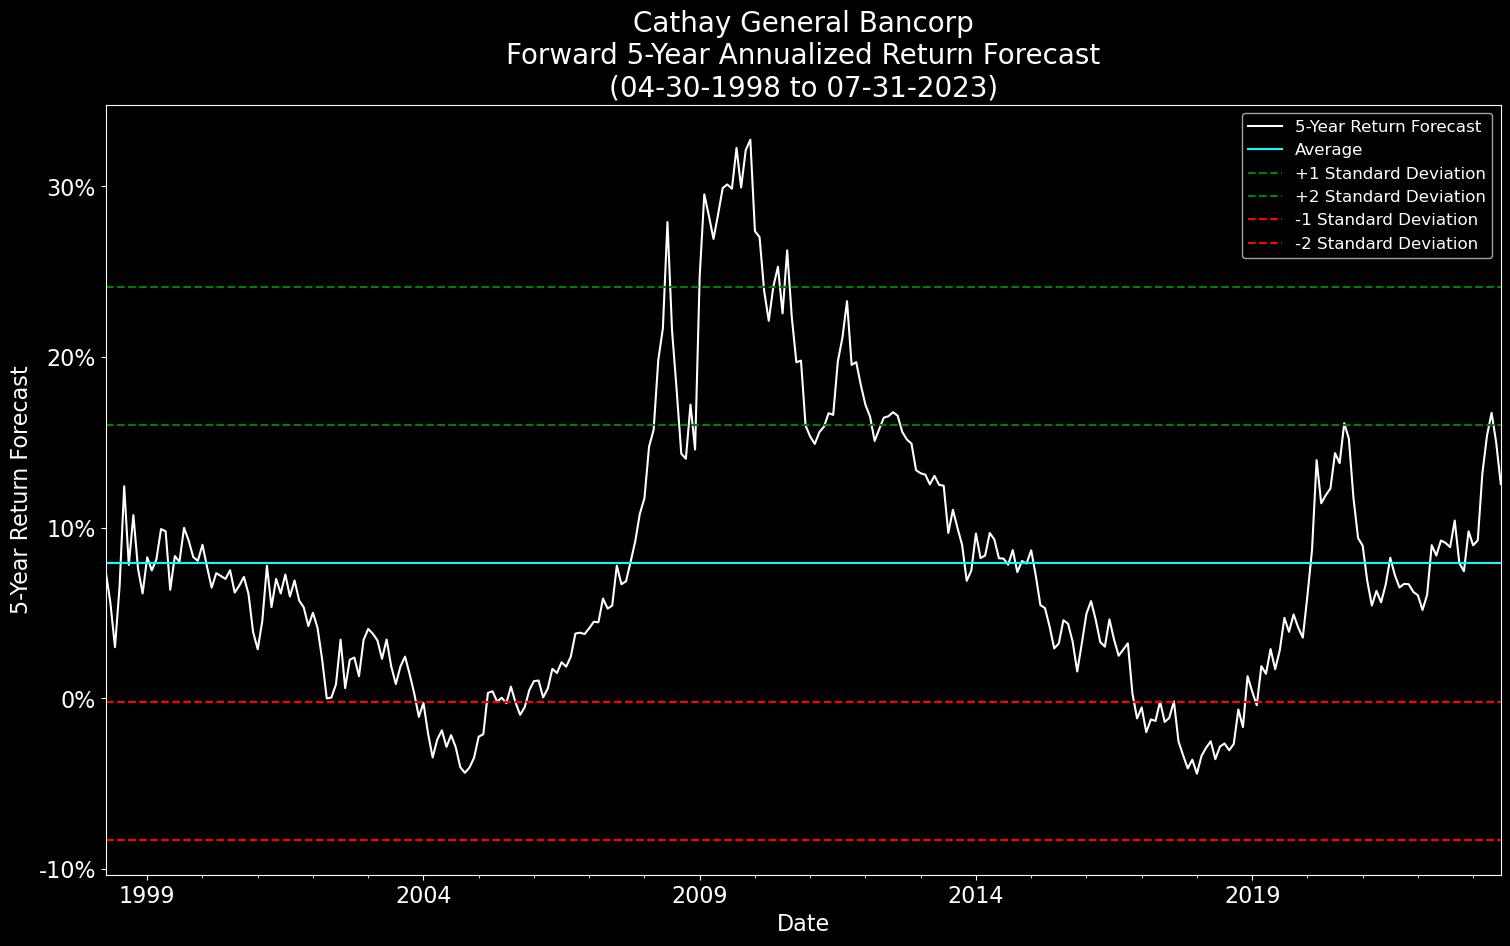 Cathay General Bancorp
Forward 5-Year Annualized Return Forecast
(04-30-1998 to 07-31-2023)
5-Year Return Forecast
Average
+1 Standard Deviation
+2 Standard Deviation
-1 Standard Deviation
-2 Standard Deviation
30%
20%
10%
0%
-10%
5-Year Return Forecast
1999
2004
2009
2014
2019
Date